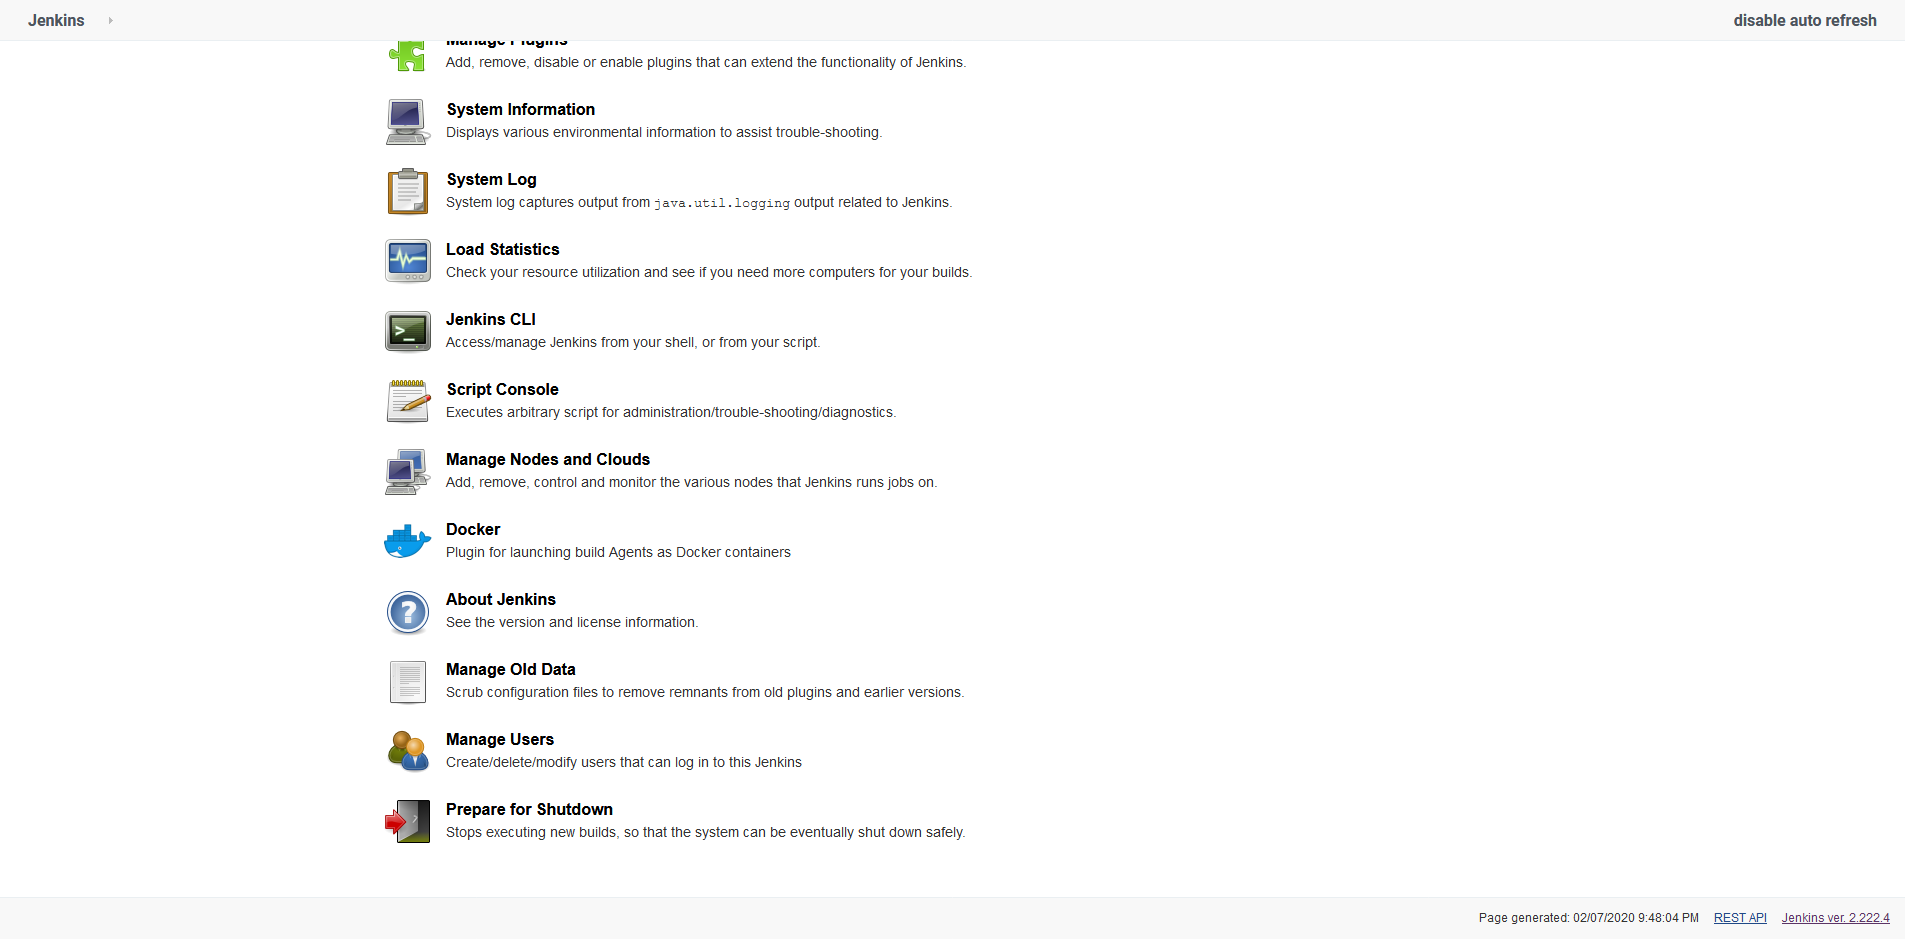 Jenkins
disable auto refresh
Manage Plugins
Add, remove, disable or enable plugins that can extend the functionality of Jenkins.
System Information
Displays various environmental information to assist trouble-shooting.
System Log
System log captures output from java.util.logging output related to Jenkins.
Load Statistics
Check your resource utilization and see if you need more computers for your builds.
Jenkins CLI
Access/manage Jenkins from your shell, or from your script.
Script Console
Executes arbitrary script for administration/trouble-shooting/diagnostics.
Manage Nodes and Clouds
Add, remove, control and monitor the various nodes that Jenkins runs jobs on.
Docker
Plugin for launching build Agents as Docker containers
About Jenkins
See the version and license information.
Manage Old Data
Scrub configuration files to remove remnants from old plugins and earlier versions.
Manage Users
Create/delete/modify users that can log in to this Jenkins
Prepare for Shutdown
Stops executing new builds, so that the system can be eventually shut down safely.
Page generated: 02/07/2020 9:48:04 PM REST API Jenkins ver. 2.222.4